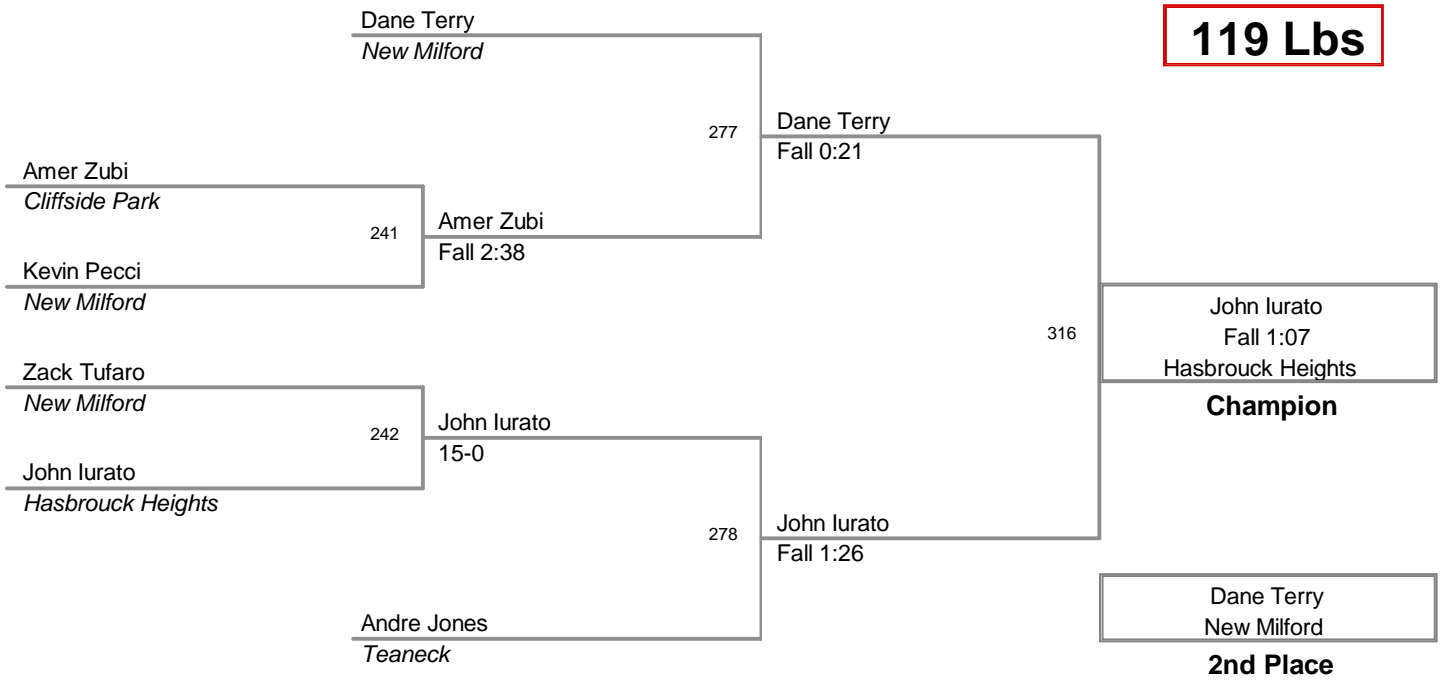 Dane Terry
New Milford
119 Lbs
277
Dane Terry
Fall 0:21
Amer Zubi
Cliffside Park
241
Amer Zubi
Fall 2:38
Kevin Pecci
New Milford
316
John Iurato
Fall 1:07
Hasbrouck Heights
Champion
Zack Tufaro
New Milford
242
John Iurato
15-0
John Iurato
Hasbrouck Heights
278
John Iurato
Fall 1:26
Andre Jones
Teaneck
Dane Terry
New Milford
2nd Place